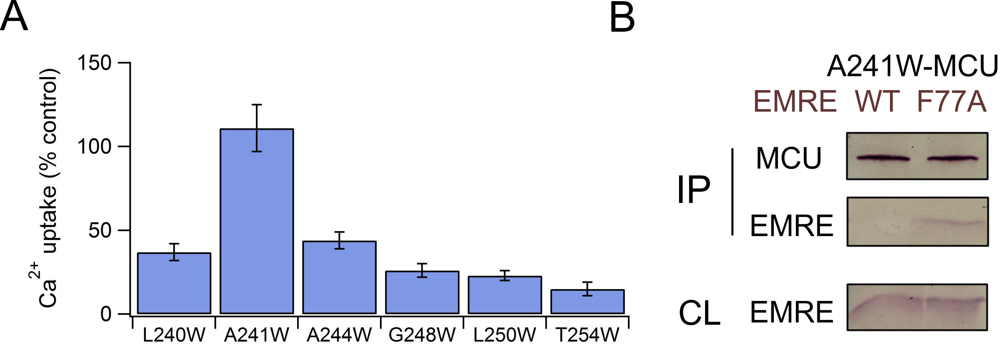 A
Ca2+ uptake (% control)
150
100
50
0
L240W A241W A244W G248W L250W T254W
B
A241W-MCU
EMRE WT F77A
IP
MCU
EMRE
CL EMRE